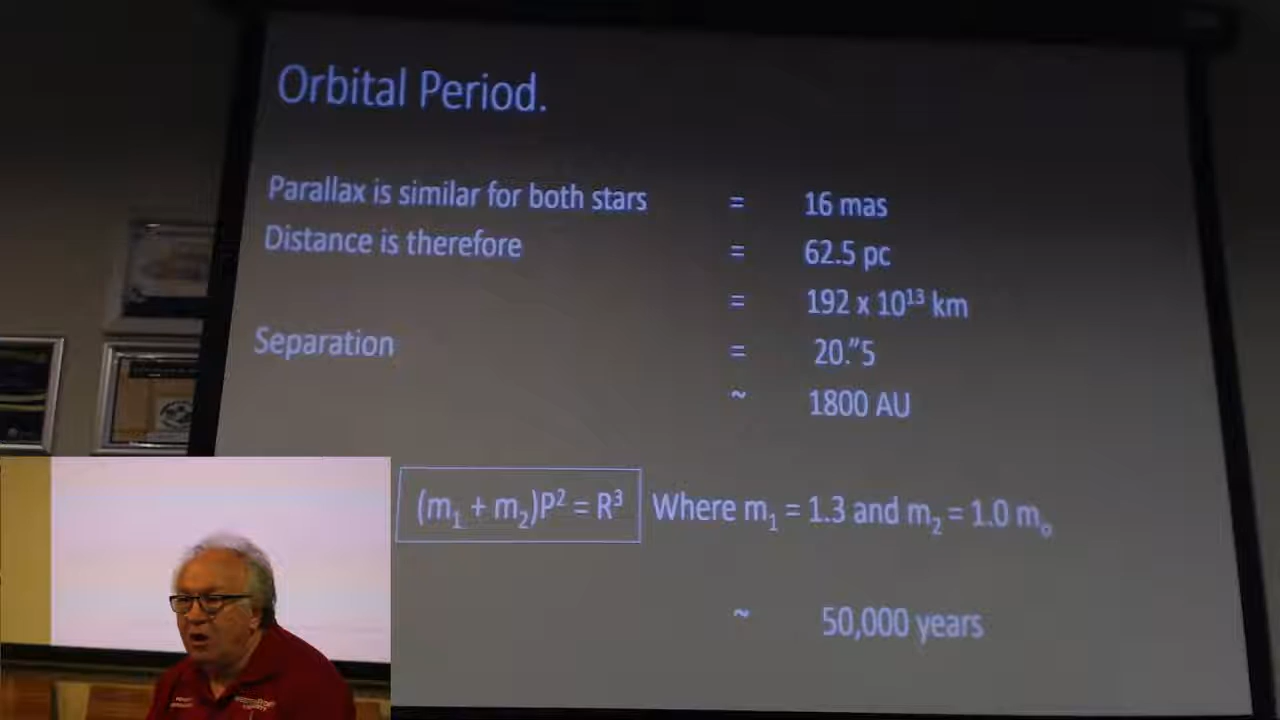 Orbital Period.
Parallax is similar for both stars = 16 mas
Distance is therefore = 62.5 pc
= 192 x 10¹³ km
Separation = 20.″5
~ 1800 AU
(m₁ + m₂)P² = R³ Where m₁ = 1.3 and m₂ = 1.0 mₒ
~ 50,000 years